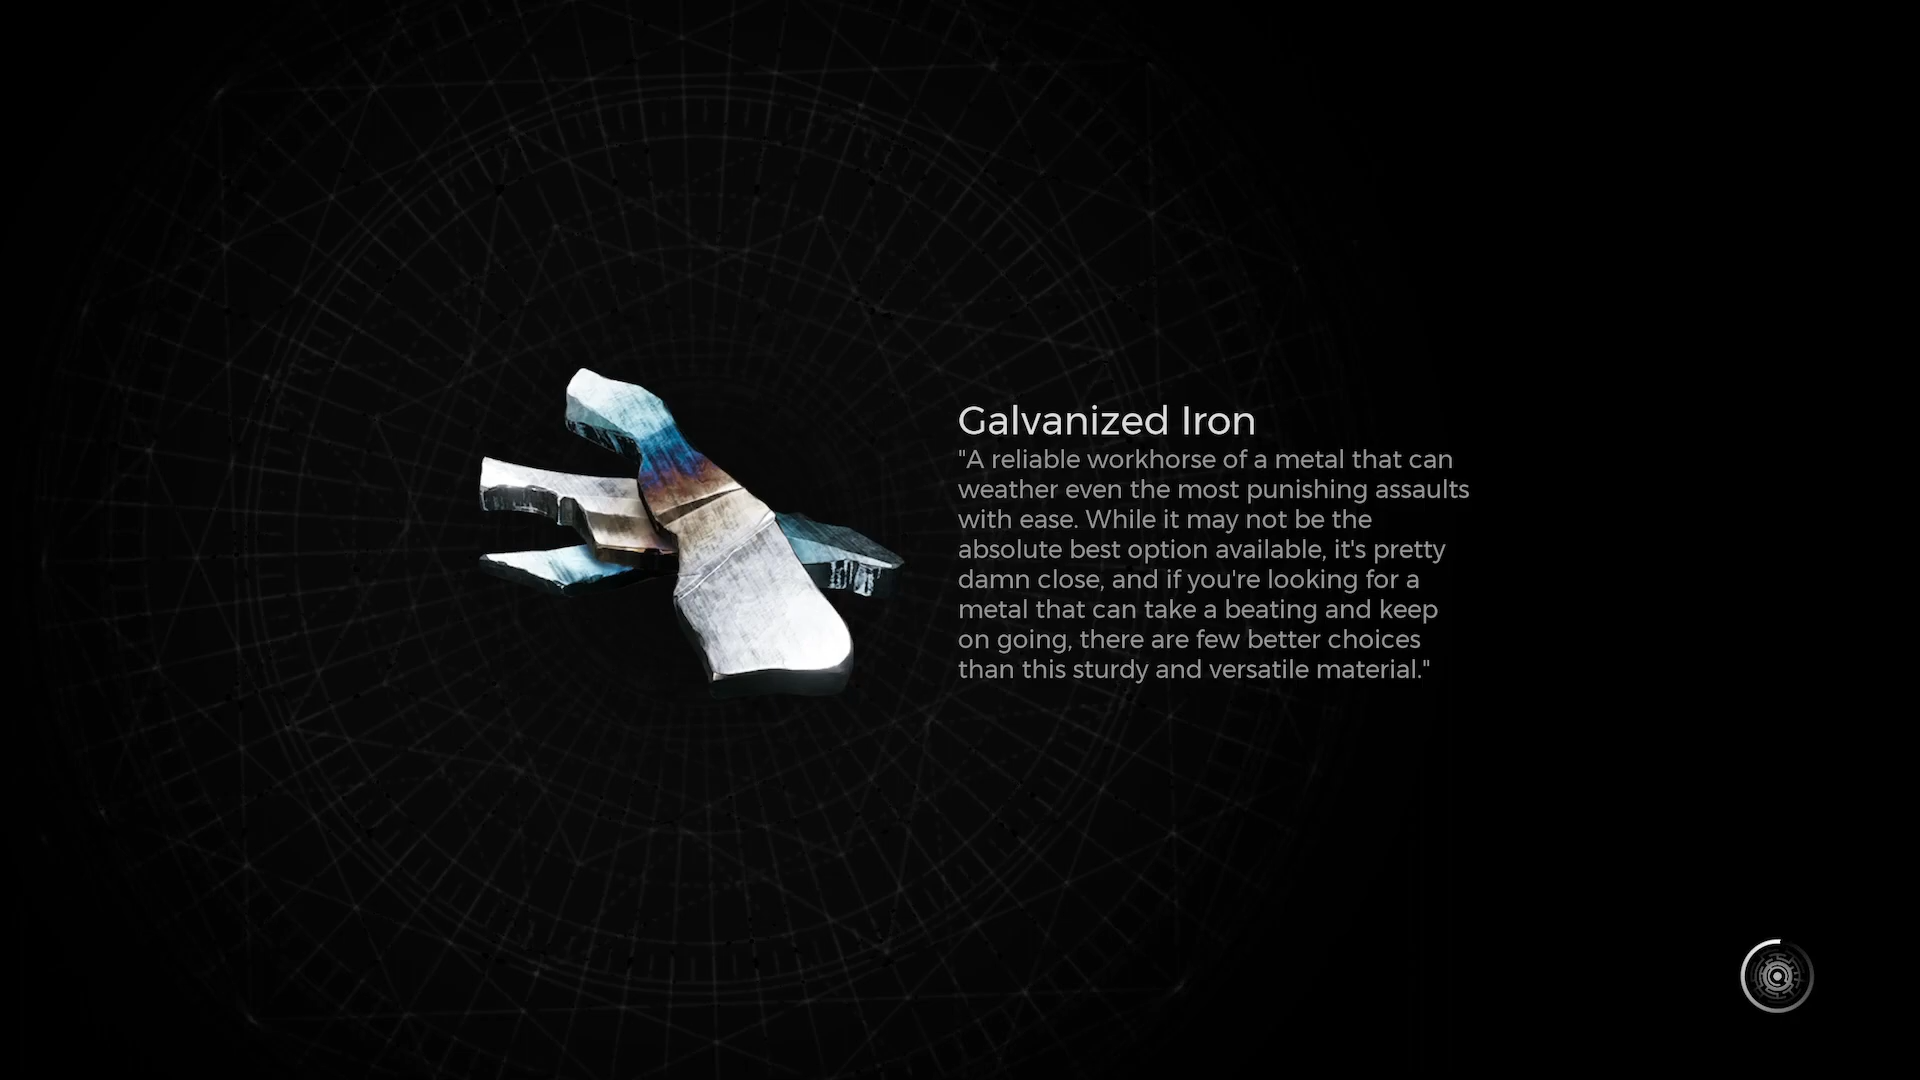 Galvanized Iron
"A reliable workhorse of a metal that can
weather even the most punishing assaults
with ease. While it may not be the
absolute best option available, it's pretty
damn close, and if you're looking for a
metal that can take a beating and keep
on going, there are few better choices
than this sturdy and versatile material."